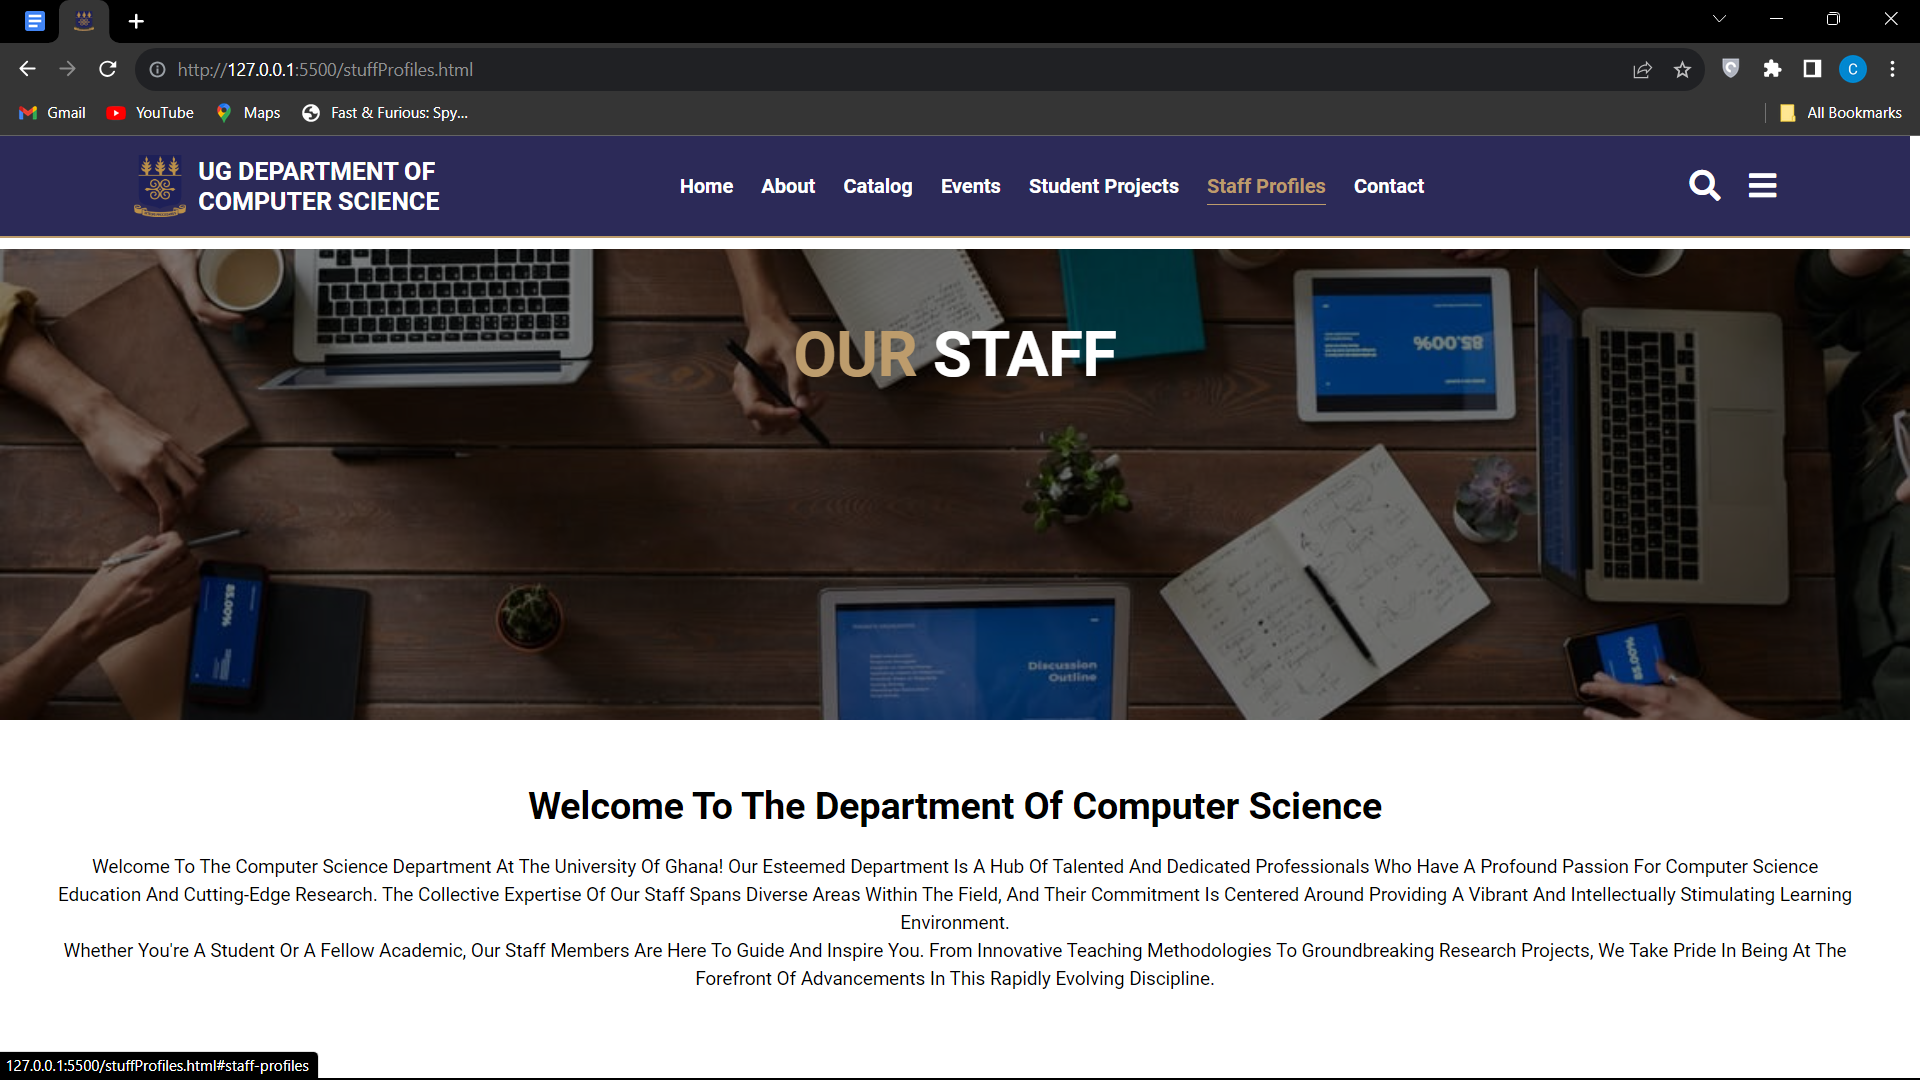 http://127.0.0.1:5500/stuffProfiles.html
C
Gmail
YouTube
Maps
Fast & Furious: Spy...
All Bookmarks
UG DEPARTMENT OF
COMPUTER SCIENCE
Home
About
Catalog
Events
Student Projects
Staff Profiles
Contact
OUR STAFF
85.00%
85.00%
85.00%
Discussion
Outline
Welcome To The Department Of Computer Science
Welcome To The Computer Science Department At The University Of Ghana! Our Esteemed Department Is A Hub Of Talented And Dedicated Professionals Who Have A Profound Passion For Computer Science
Education And Cutting-Edge Research. The Collective Expertise Of Our Staff Spans Diverse Areas Within The Field, And Their Commitment Is Centered Around Providing A Vibrant And Intellectually Stimulating Learning
Environment.
Whether You're A Student Or A Fellow Academic, Our Staff Members Are Here To Guide And Inspire You. From Innovative Teaching Methodologies To Groundbreaking Research Projects, We Take Pride In Being At The
Forefront Of Advancements In This Rapidly Evolving Discipline.
127.0.0.1:5500/stuffProfiles.html#staff-profiles